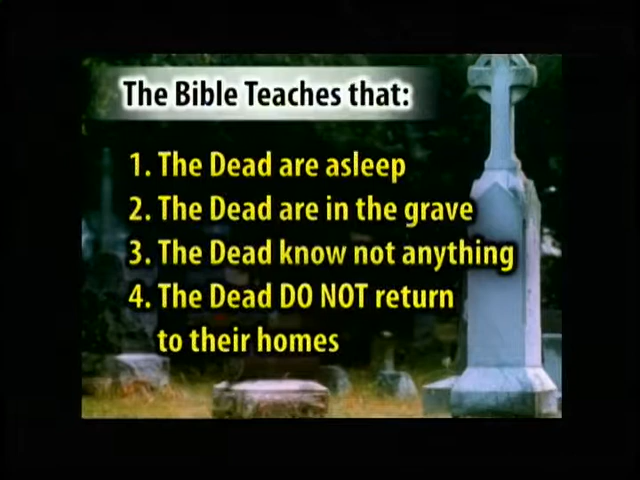 The Bible Teaches that:
1. The Dead are asleep
2. The Dead are in the grave
3. The Dead know not anything
4. The Dead DO NOT return
to their homes